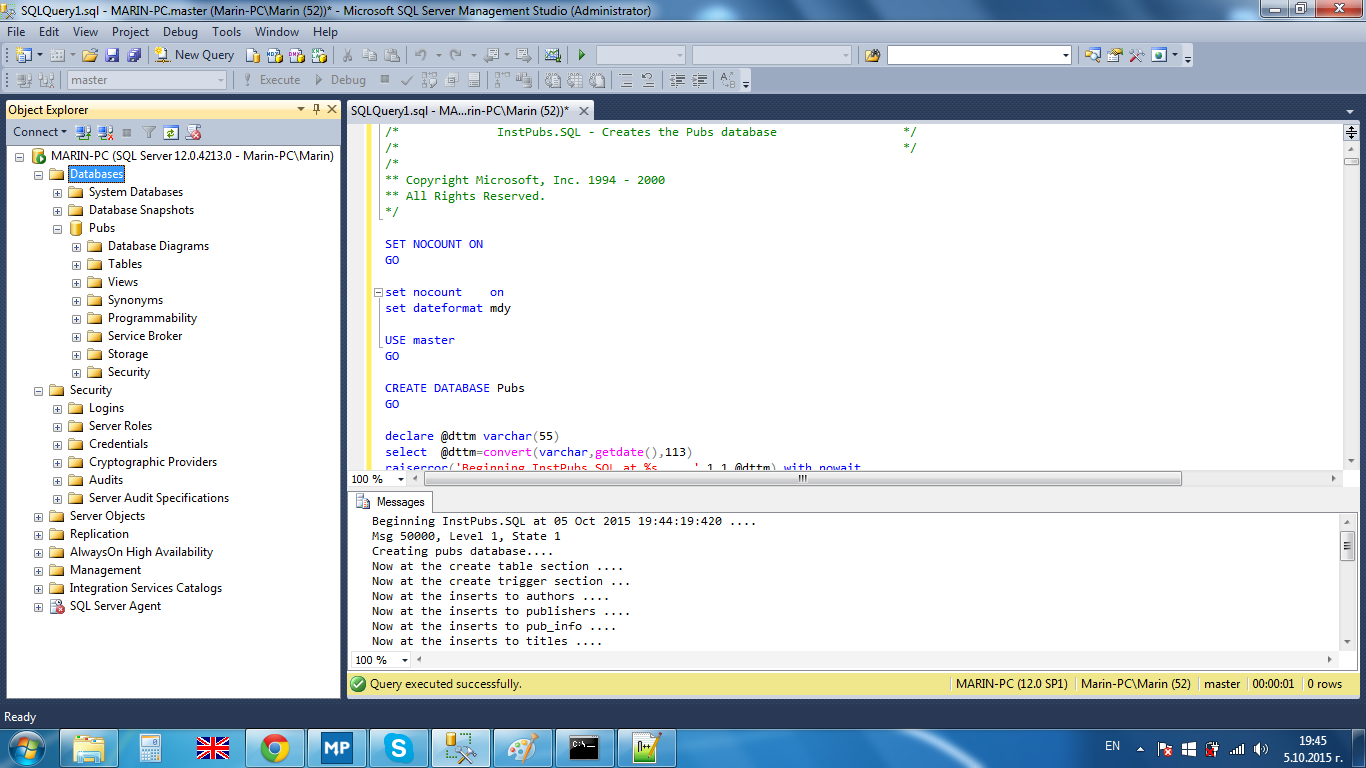 SQLQuery1.sql - MARIN-PC.master (Marin-PC\Marin (52))* - Microsoft SQL Server Management Studio (Administrator)
File Edit View Project Debug Tools Window Help
New Query
master Execute Debug
Object Explorer
Connect
MARIN-PC (SQL Server 12.0.4213.0 - Marin-PC\Marin)
Databases
System Databases
Database Snapshots
Pubs
Database Diagrams
Tables
Views
Synonyms
Programmability
Service Broker
Storage
Security
Security
Logins
Server Roles
Credentials
Cryptographic Providers
Audits
Server Audit Specifications
Server Objects
Replication
AlwaysOn High Availability
Management
Integration Services Catalogs
SQL Server Agent
SQLQuery1.sql - MA...rin-PC\Marin (52))*
/* InstPubs.SQL - Creates the Pubs database */
/* */
/*
** Copyright Microsoft, Inc. 1994 - 2000
** All Rights Reserved.
*/
SET NOCOUNT ON
GO
set nocount on
set dateformat mdy
USE master
GO
CREATE DATABASE Pubs
GO
declare @dttm varchar(55)
select @dttm=convert(varchar,getdate(),113)
raiserror('Beginning InstPubs.SQL at %s ....',1,1,@dttm) with nowait
100 %
Messages
Beginning InstPubs.SQL at 05 Oct 2015 19:44:19:420 ....
Msg 50000, Level 1, State 1
Creating pubs database....
Now at the create table section ....
Now at the create trigger section ...
Now at the inserts to authors ....
Now at the inserts to publishers ....
Now at the inserts to pub_info ....
Now at the inserts to titles ....
100 %
Query executed successfully. MARIN-PC (12.0 SP1) Marin-PC\Marin (52) master 00:00:01 0 rows
Ready
MP
C:\_
EN
19:45
5.10.2015 г.